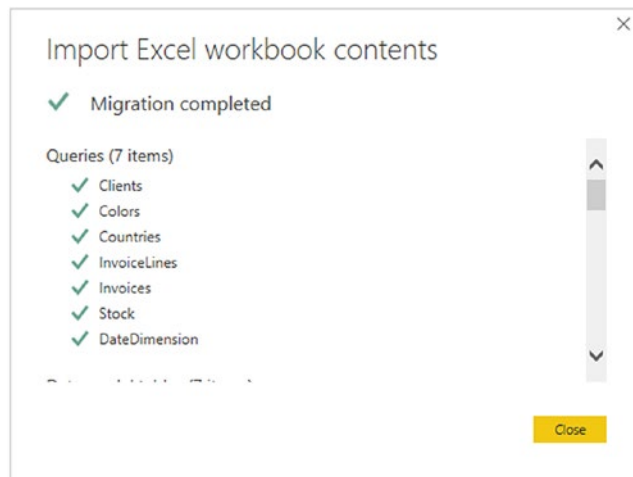 Import Excel workbook contents
Migration completed
Queries (7 items)
Clients
Colors
Countries
InvoiceLines
Invoices
Stock
DateDimension
Close